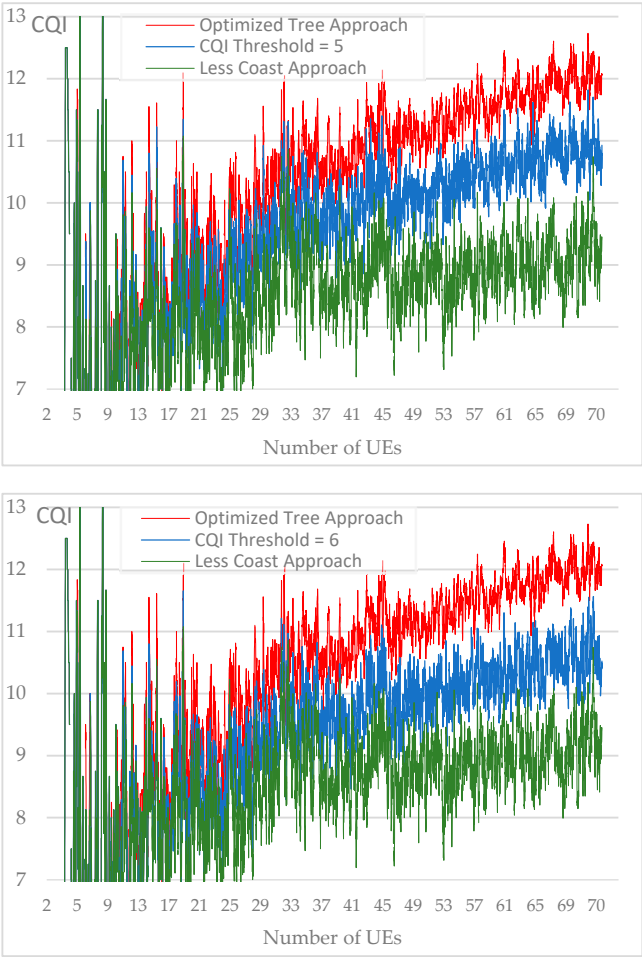 13
CQI
Optimized Tree Approach
CQI Threshold = 5
Less Coast Approach
12
11
10
9
8
7
2 5 9 13 17 21 25 29 33 37 41 45 49 53 57 61 65 69 70
Number of UEs
13
CQI
Optimized Tree Approach
CQI Threshold = 6
Less Coast Approach
12
11
10
9
8
7
2 5 9 13 17 21 25 29 33 37 41 45 49 53 57 61 65 69 70
Number of UEs